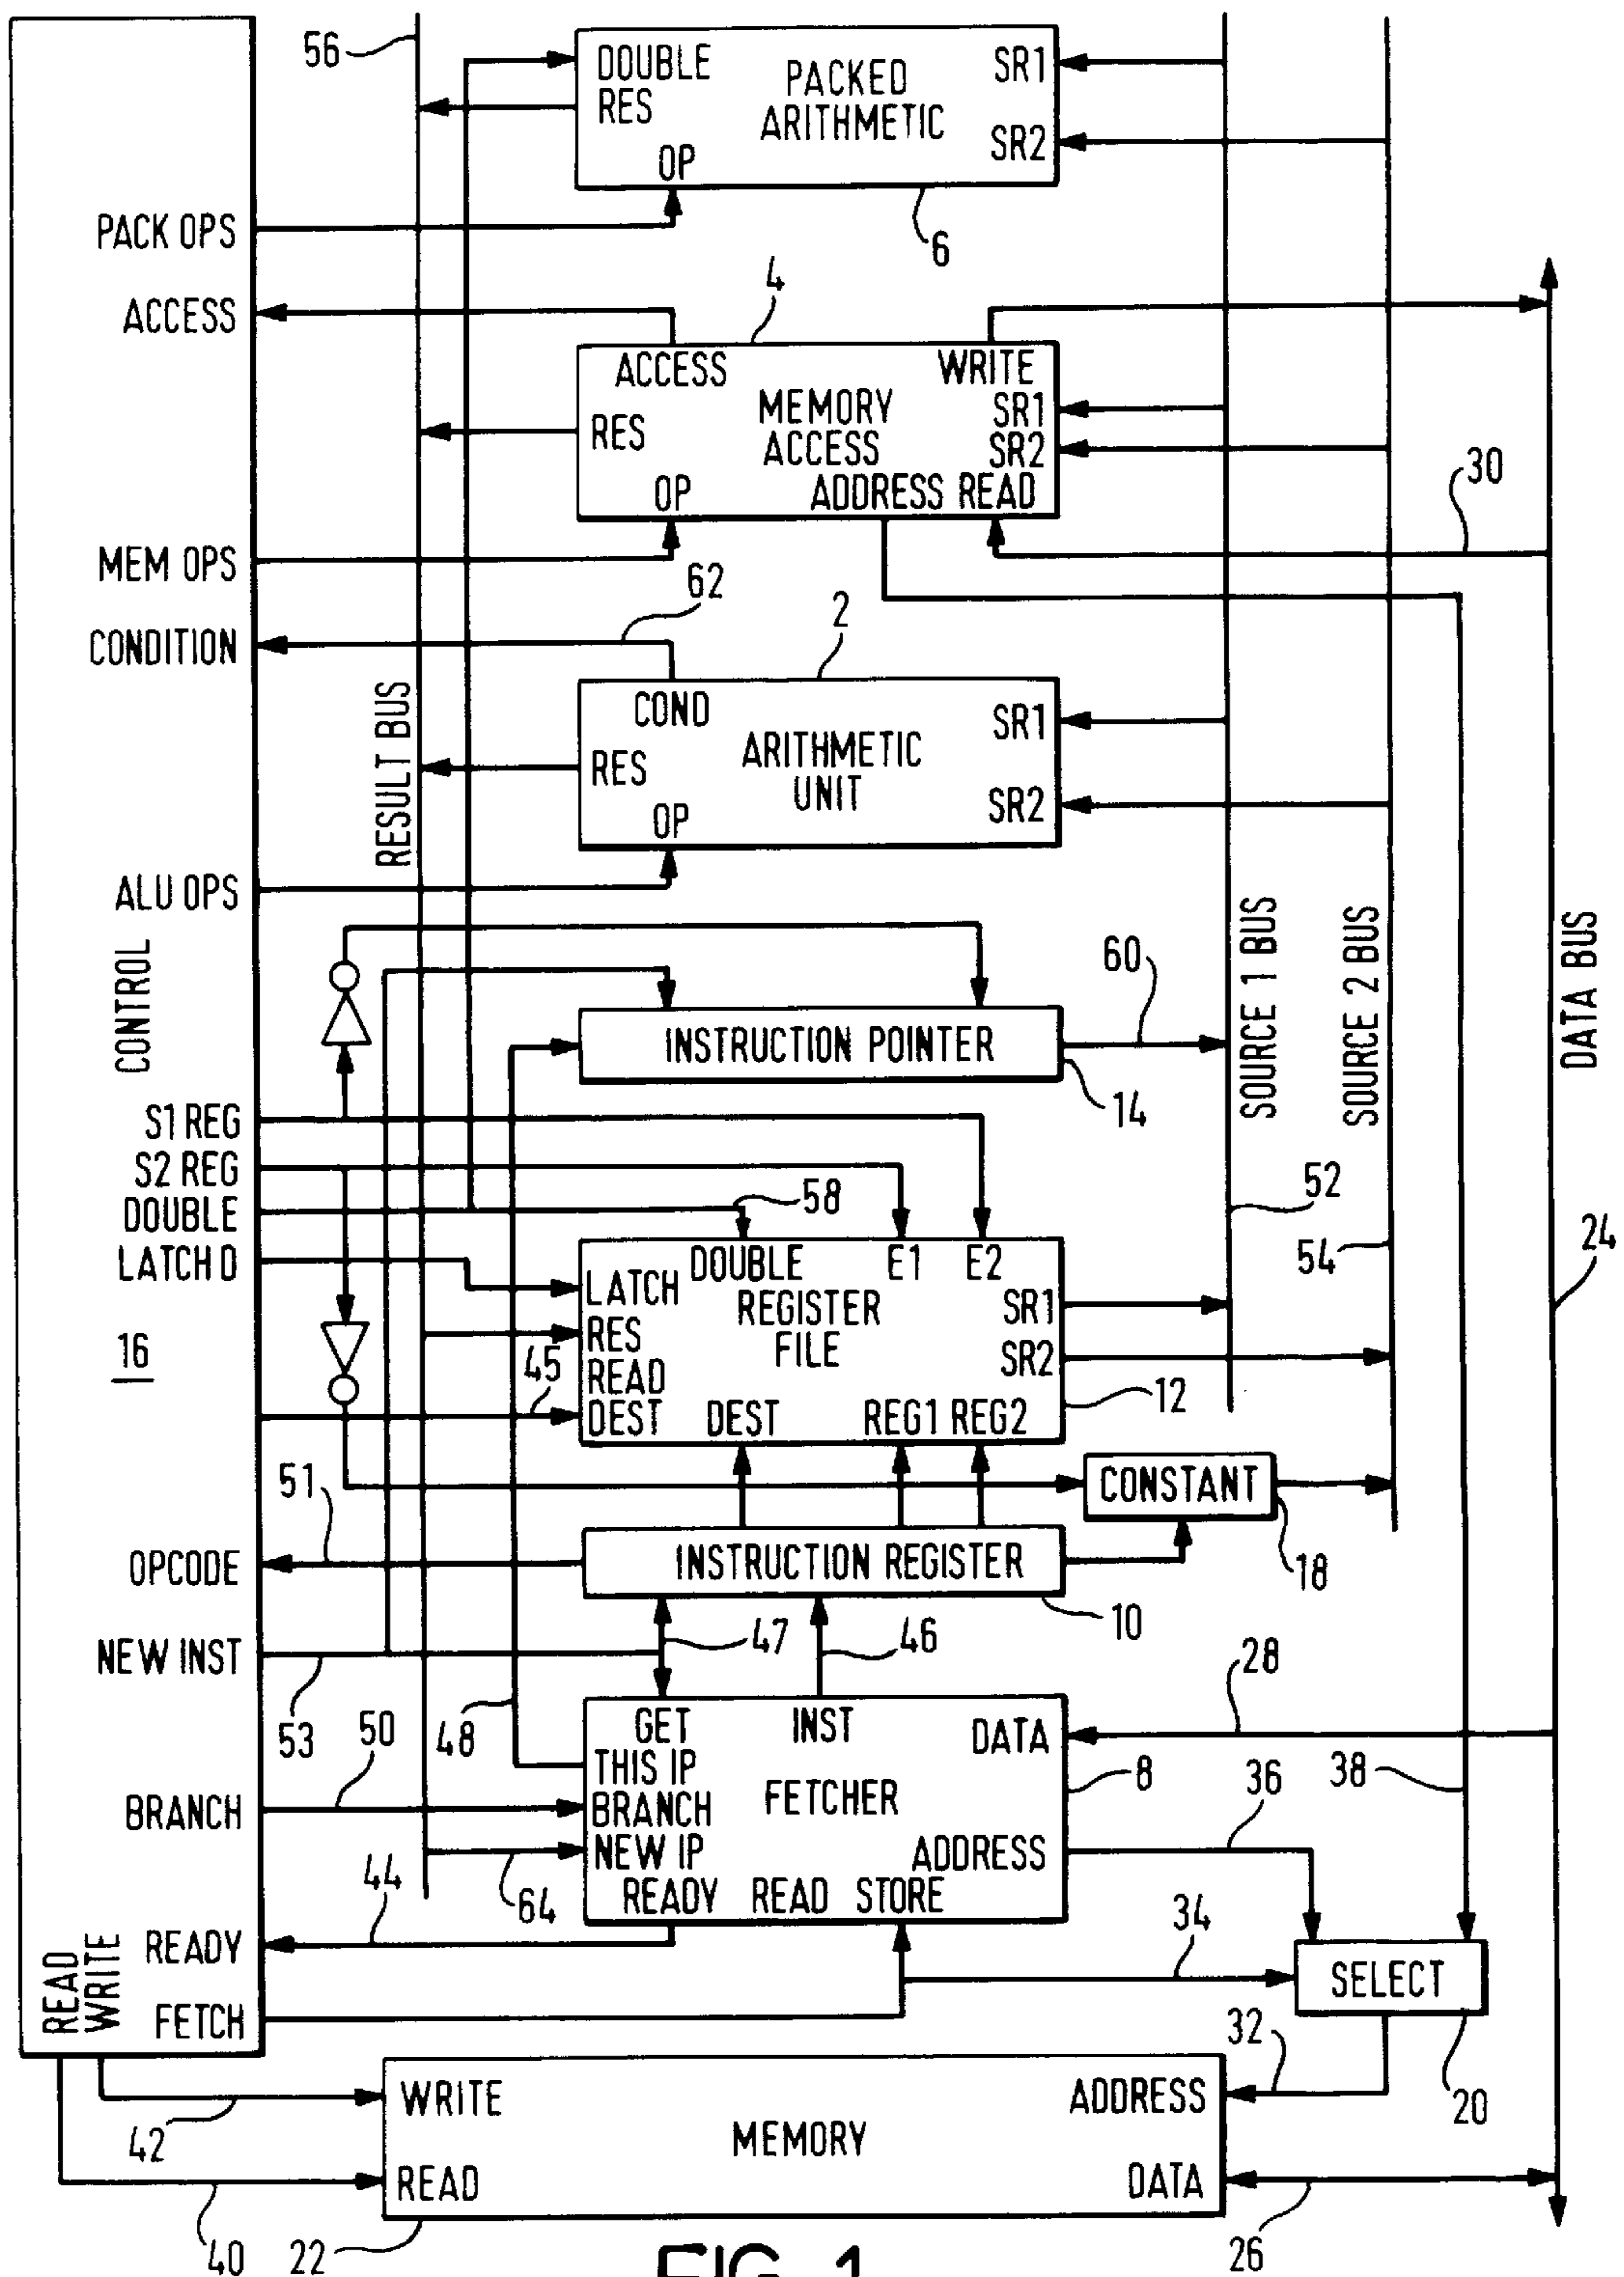 56
DOUBLE
RES
PACKED
ARITHMETIC
SR1
SR2
OP
6
PACK OPS
ACCESS
4
ACCESS
WRITE
MEMORY
ACCESS
SR1
SR2
RES
OP
ADDRESS READ
30
MEM OPS
62
CONDITION
2
COND
ARITHMETIC
UNIT
SR1
SR2
RES
OP
RESULT BUS
ALU OPS
CONTROL
60
INSTRUCTION POINTER
14
SOURCE 1 BUS
SOURCE 2 BUS
DATA BUS
S1 REG
S2 REG
DOUBLE
LATCH D
58
52
54
24
DOUBLE
E1
E2
LATCH
REGISTER
FILE
SR1
SR2
RES
READ
DEST
45
DEST
REG1
REG2
12
16
51
CONSTANT
18
OPCODE
INSTRUCTION REGISTER
10
NEW INST
47
46
28
53
50
48
GET
INST
DATA
THIS IP
BRANCH
FETCHER
8
36
38
BRANCH
NEW IP
ADDRESS
44
64
READY
READ
STORE
34
READY
READ
WRITE
FETCH
SELECT
32
20
WRITE
ADDRESS
42
MEMORY
READ
DATA
40
22
26
FIG. 1